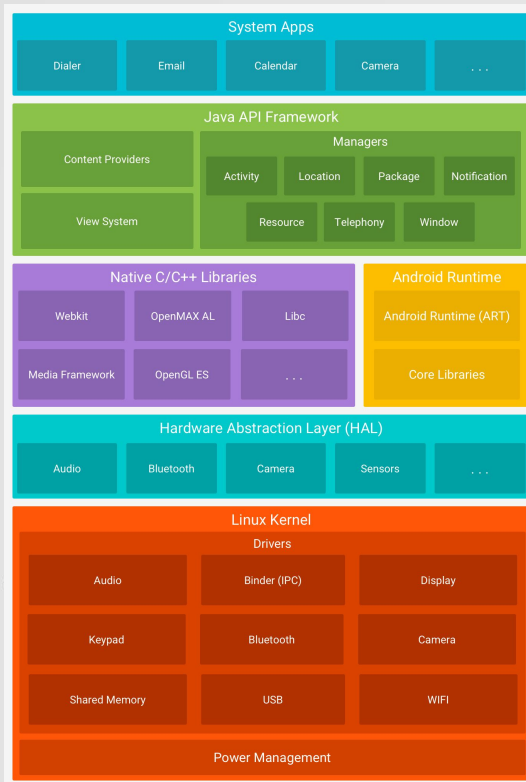 System Apps
Dialer
Email
Calendar
Camera
. . .
Java API Framework
Content Providers
View System
Managers
Activity
Location
Package
Notification
Resource
Telephony
Window
Native C/C++ Libraries
Webkit
OpenMAX AL
Libc
Media Framework
OpenGL ES
. . .
Android Runtime
Android Runtime (ART)
Core Libraries
Hardware Abstraction Layer (HAL)
Audio
Bluetooth
Camera
Sensors
. . .
Linux Kernel
Drivers
Audio
Binder (IPC)
Display
Keypad
Bluetooth
Camera
Shared Memory
USB
WIFI
Power Management